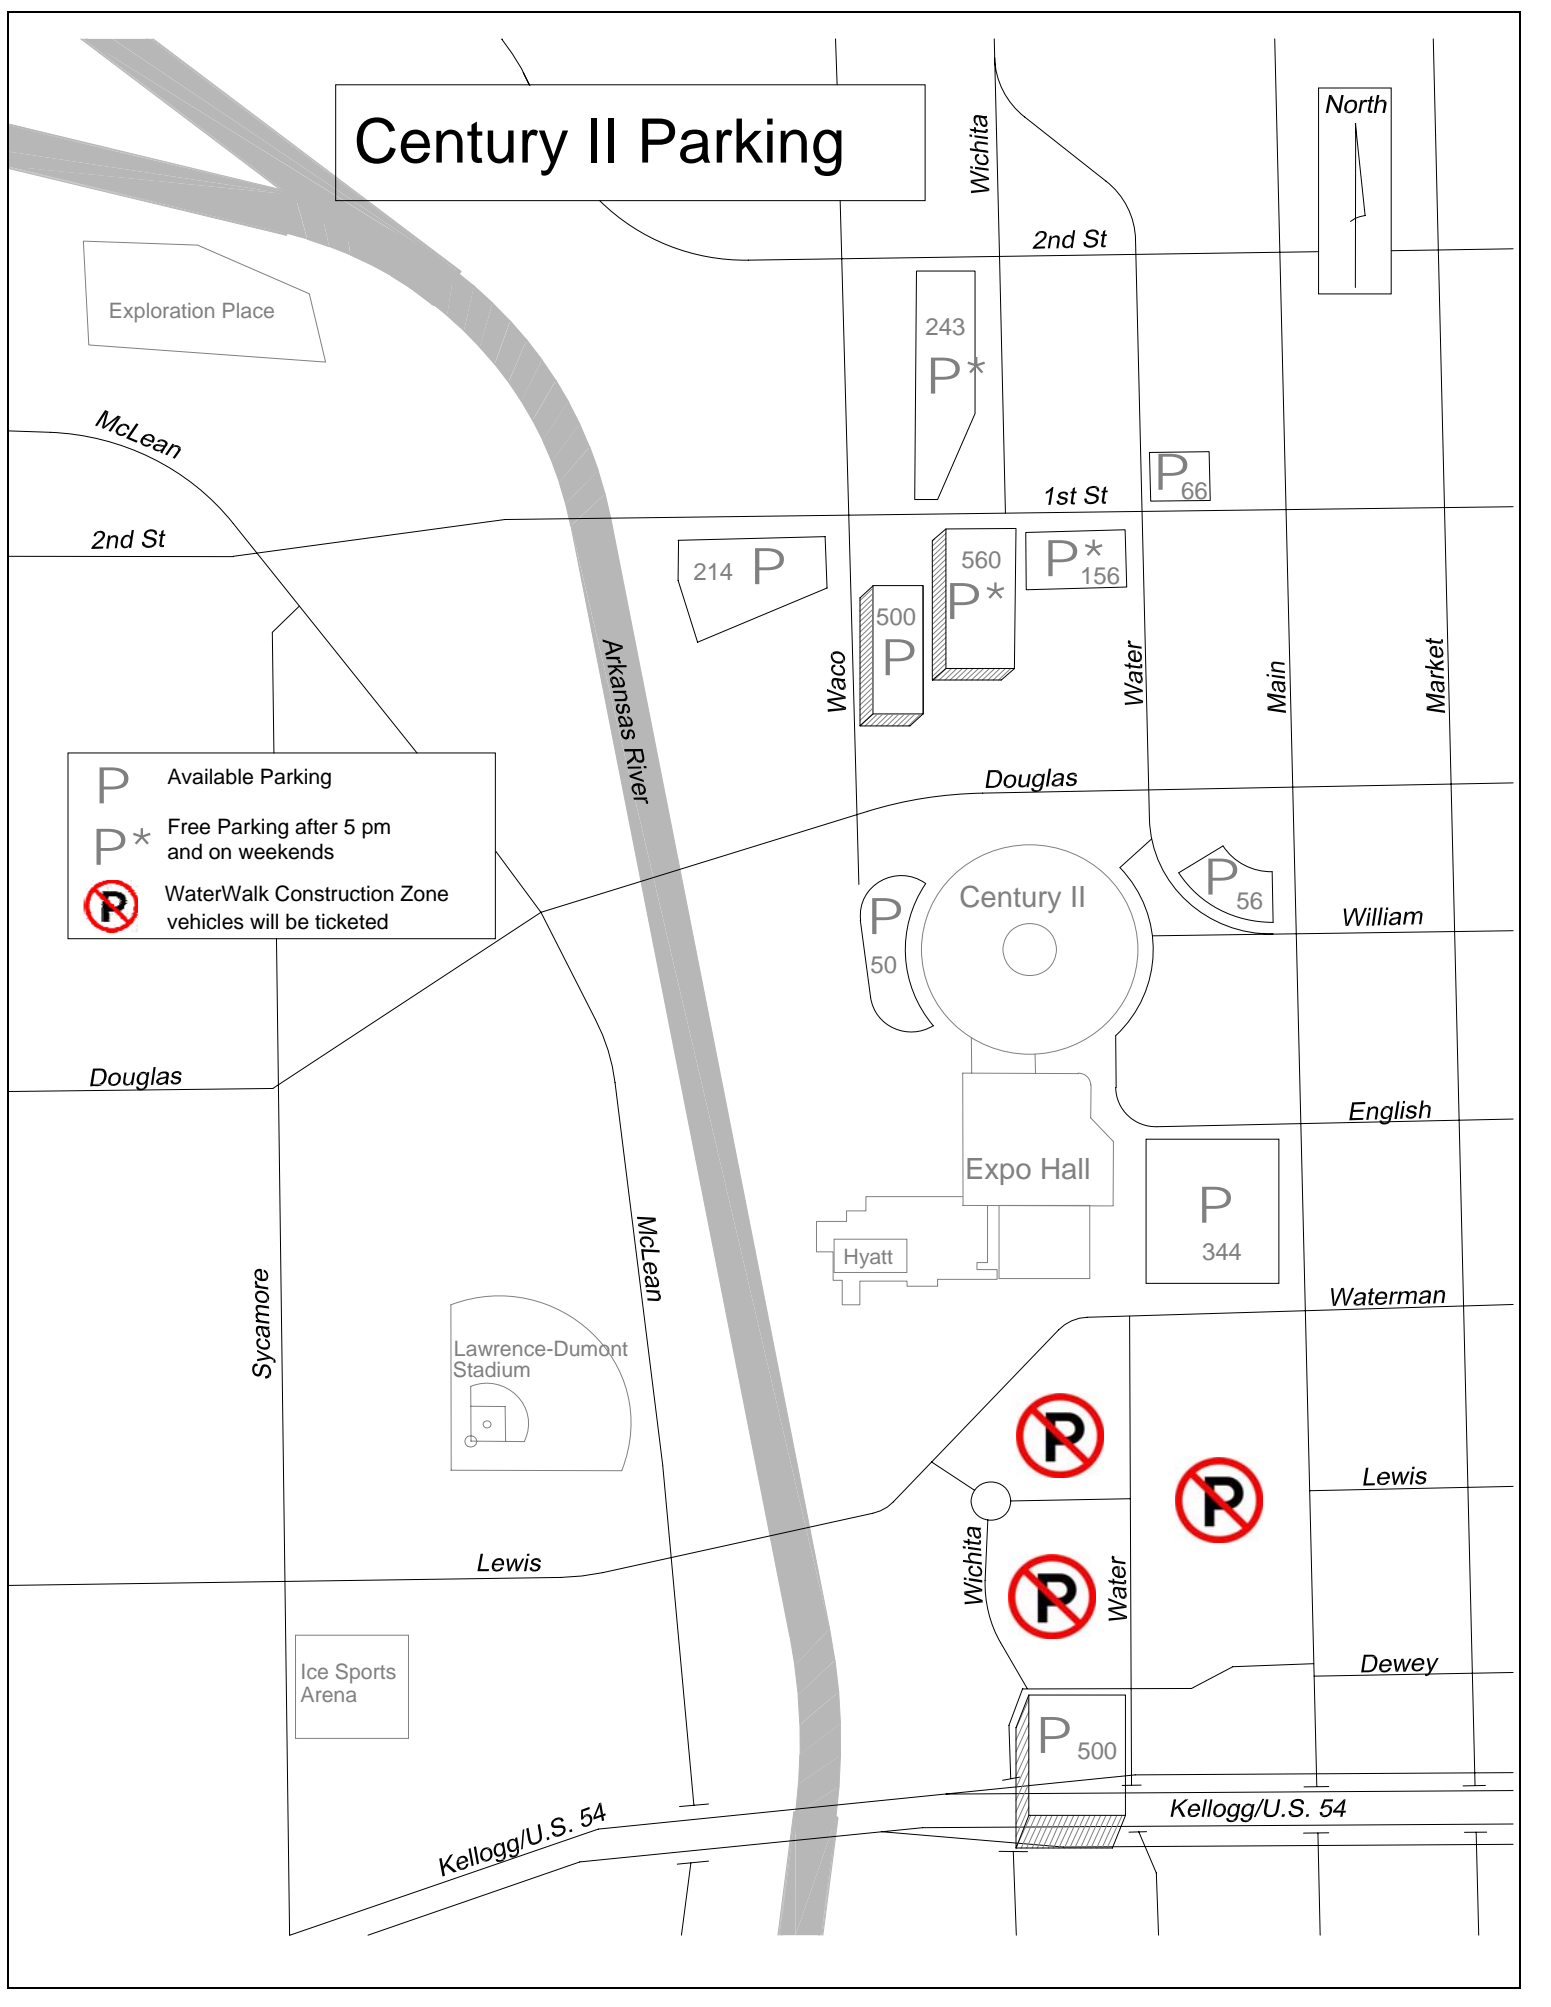 Century II Parking
North
Wichita
2nd St
Exploration Place
243
P*
McLean
P
66
1st St
2nd St
214 P
560
P*
P*
156
500
P
Arkansas River
Waco
Water
Main
Market
P Available Parking
P* Free Parking after 5 pm
and on weekends
P WaterWalk Construction Zone
vehicles will be ticketed
Douglas
P
56
Century II
P
50
William
Douglas
English
Expo Hall
P
344
McLean
Hyatt
Sycamore
Waterman
Lawrence-Dumont
Stadium
P
Lewis
P
Lewis
Wichita
P
Water
Ice Sports
Arena
Dewey
P
500
Kellogg/U.S. 54
Kellogg/U.S. 54